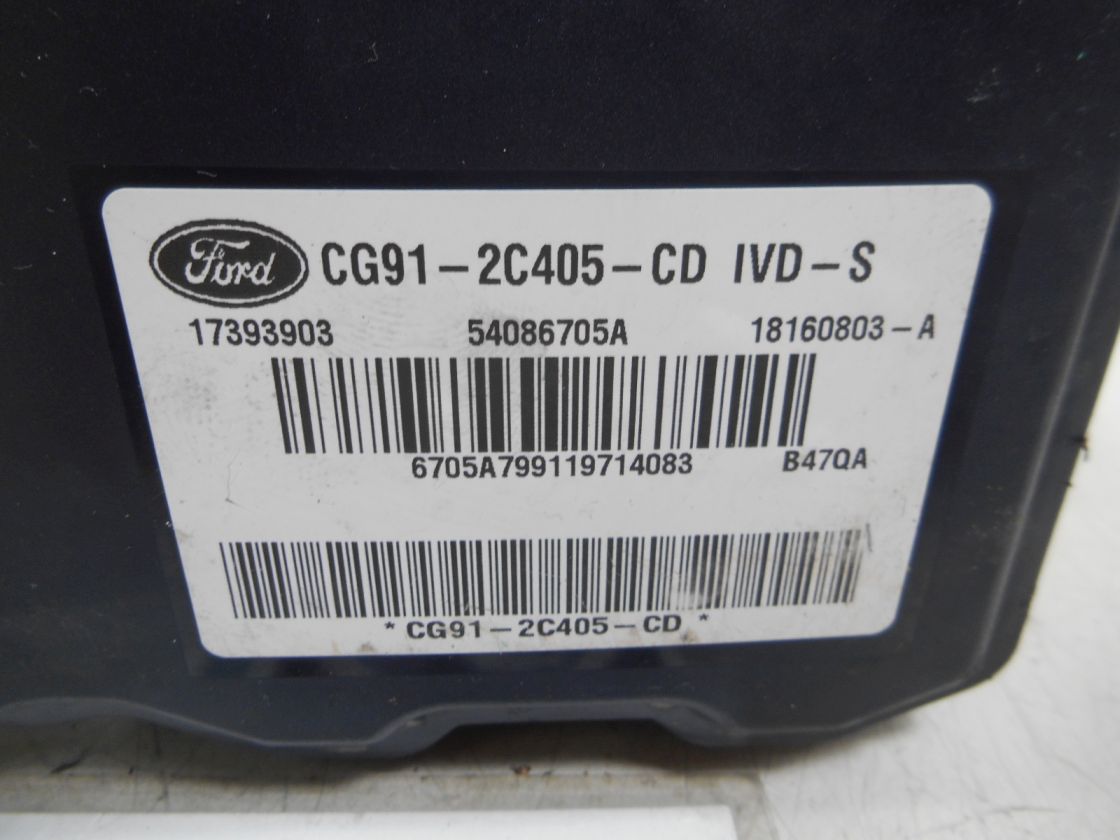 Ford CG91-2C405-CD IVD-S
17393903 54086705A 18160803-A
6705A799119714083 B47QA
* CG91-2C405-CD *